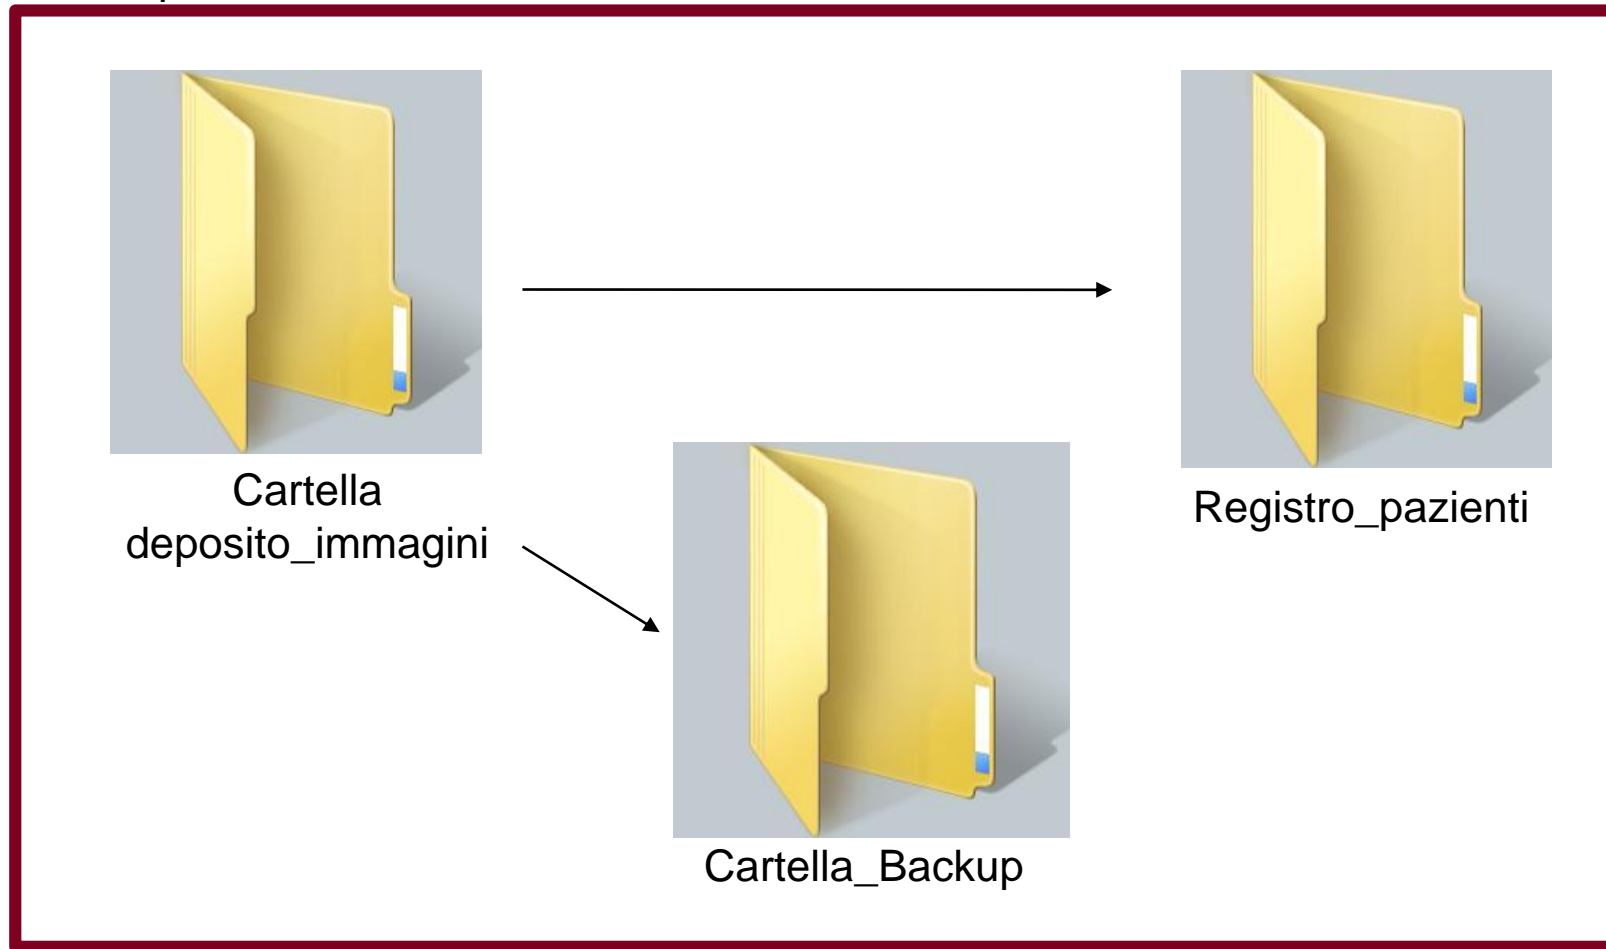 Cartella
deposito_immagini
Registro_pazienti
Cartella_Backup